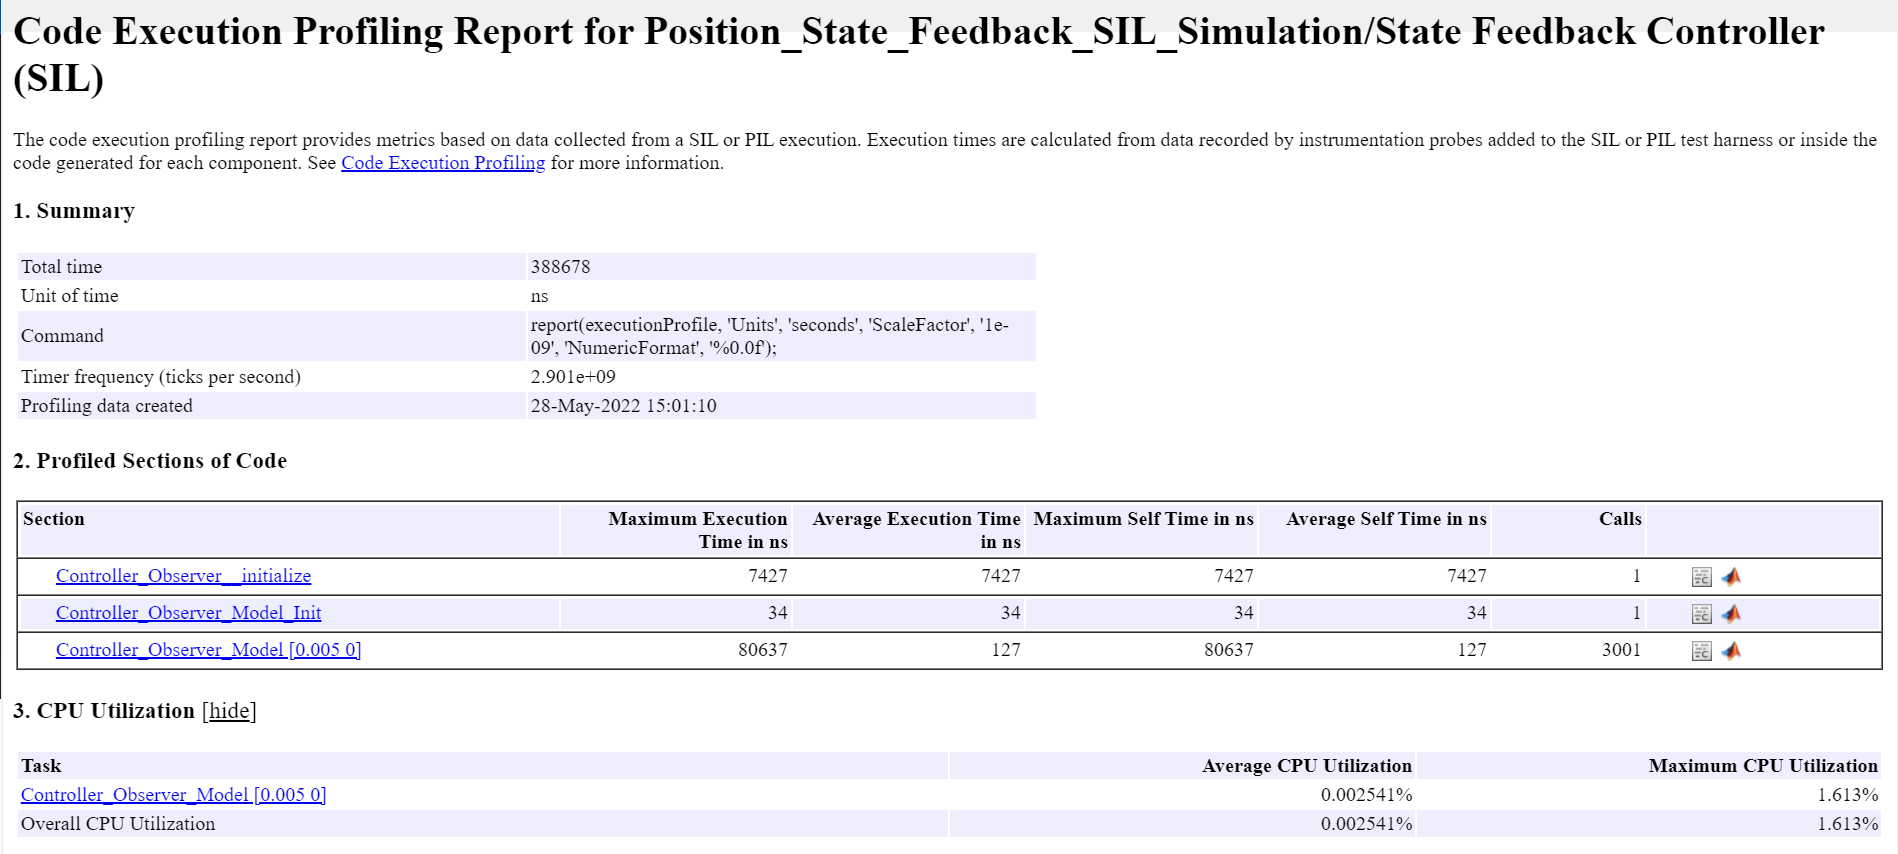 Code Execution Profiling Report for Position_State_Feedback_SIL_Simulation/State Feedback Controller
(SIL)
The code execution profiling report provides metrics based on data collected from a SIL or PIL execution. Execution times are calculated from data recorded by instrumentation probes added to the SIL or PIL test harness or inside the
code generated for each component. See Code Execution Profiling for more information.
1. Summary
Total time 388678
Unit of time ns
Command report(executionProfile, 'Units', 'seconds', 'ScaleFactor', '1e-
09', 'NumericFormat', '%0.0f');
Timer frequency (ticks per second) 2.901e+09
Profiling data created 28-May-2022 15:01:10
2. Profiled Sections of Code
Section Maximum Execution Average Execution Time Maximum Self Time in ns Average Self Time in ns Calls
Time in ns in ns
Controller_Observer__initialize 7427 7427 7427 7427 1
Controller_Observer_Model_Init 34 34 34 34 1
Controller_Observer_Model [0.005 0] 80637 127 80637 127 3001
3. CPU Utilization [hide]
Task Average CPU Utilization Maximum CPU Utilization
Controller_Observer_Model [0.005 0] 0.002541% 1.613%
Overall CPU Utilization 0.002541% 1.613%